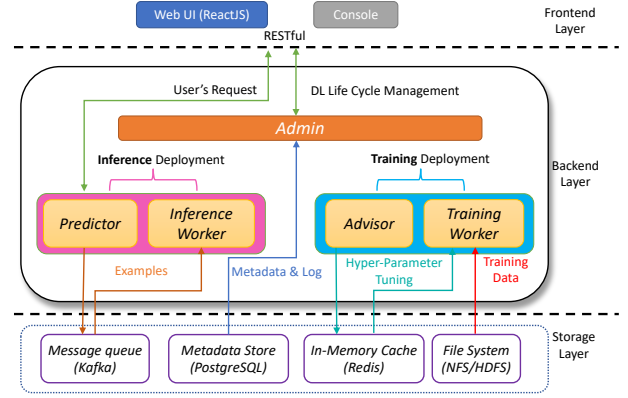 Web UI (ReactJS)
Console
Frontend
Layer
RESTful
User's Request
DL Life Cycle Management
Admin
Inference Deployment
Training Deployment
Backend
Layer
Predictor
Inference
Worker
Advisor
Training
Worker
Examples
Metadata & Log
Hyper-Parameter
Tuning
Training
Data
Storage
Layer
Message queue
(Kafka)
Metadata Store
(PostgreSQL)
In-Memory Cache
(Redis)
File System
(NFS/HDFS)